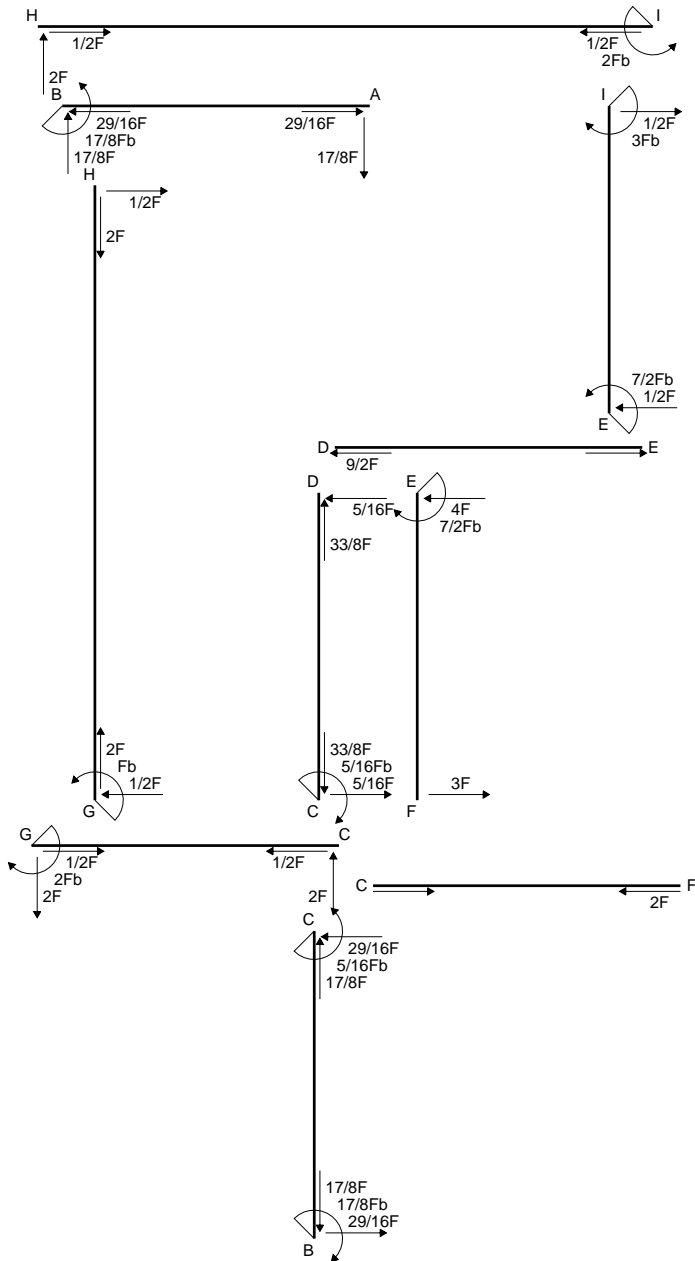 H
I
1/2F
1/2F
2F
2Fb
B
A
I
29/16F
29/16F
1/2F
17/8Fb
3Fb
17/8F
17/8F
H
1/2F
2F
7/2Fb
1/2F
E
D
E
9/2F
D
E
5/16F
4F
7/2Fb
33/8F
2F
33/8F
Fb
5/16Fb
1/2F
5/16F
3F
G
C
F
G
C
1/2F
1/2F
2Fb
2F
2F
C
F
2F
C
29/16F
5/16Fb
17/8F
17/8F
17/8Fb
29/16F
B